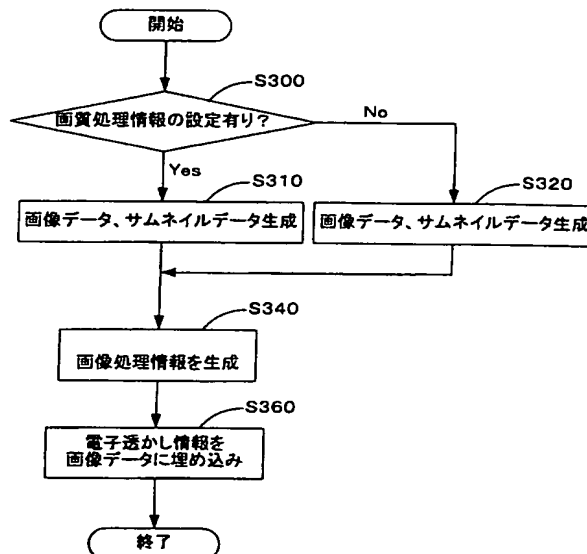 開始
S300
画質処理情報の設定有り?
No
Yes
S310
S320
画像データ、サムネイルデータ生成
画像データ、サムネイルデータ生成
S340
画像処理情報を生成
S360
電子透かし情報を
画像データに埋め込み
終了